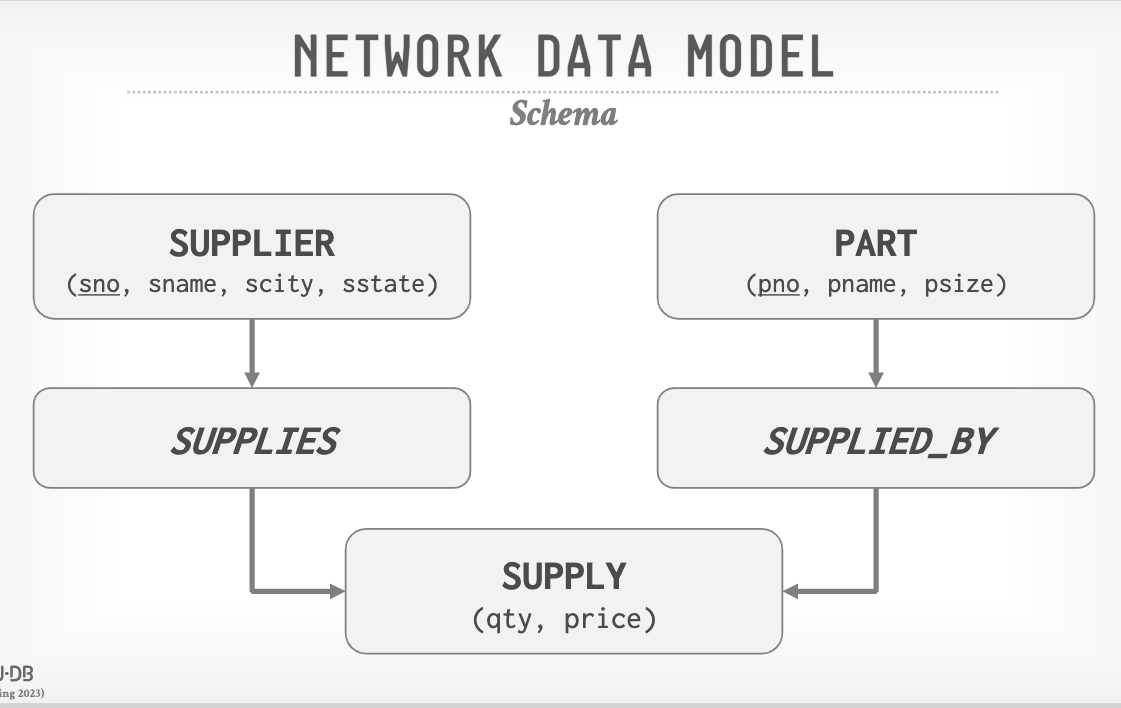 NETWORK DATA MODEL
Schema
SUPPLIER
(sno, sname, scity, sstate)
PART
(pno, pname, psize)
SUPPLIES
SUPPLIED_BY
SUPPLY
(qty, price)
DB
2023)